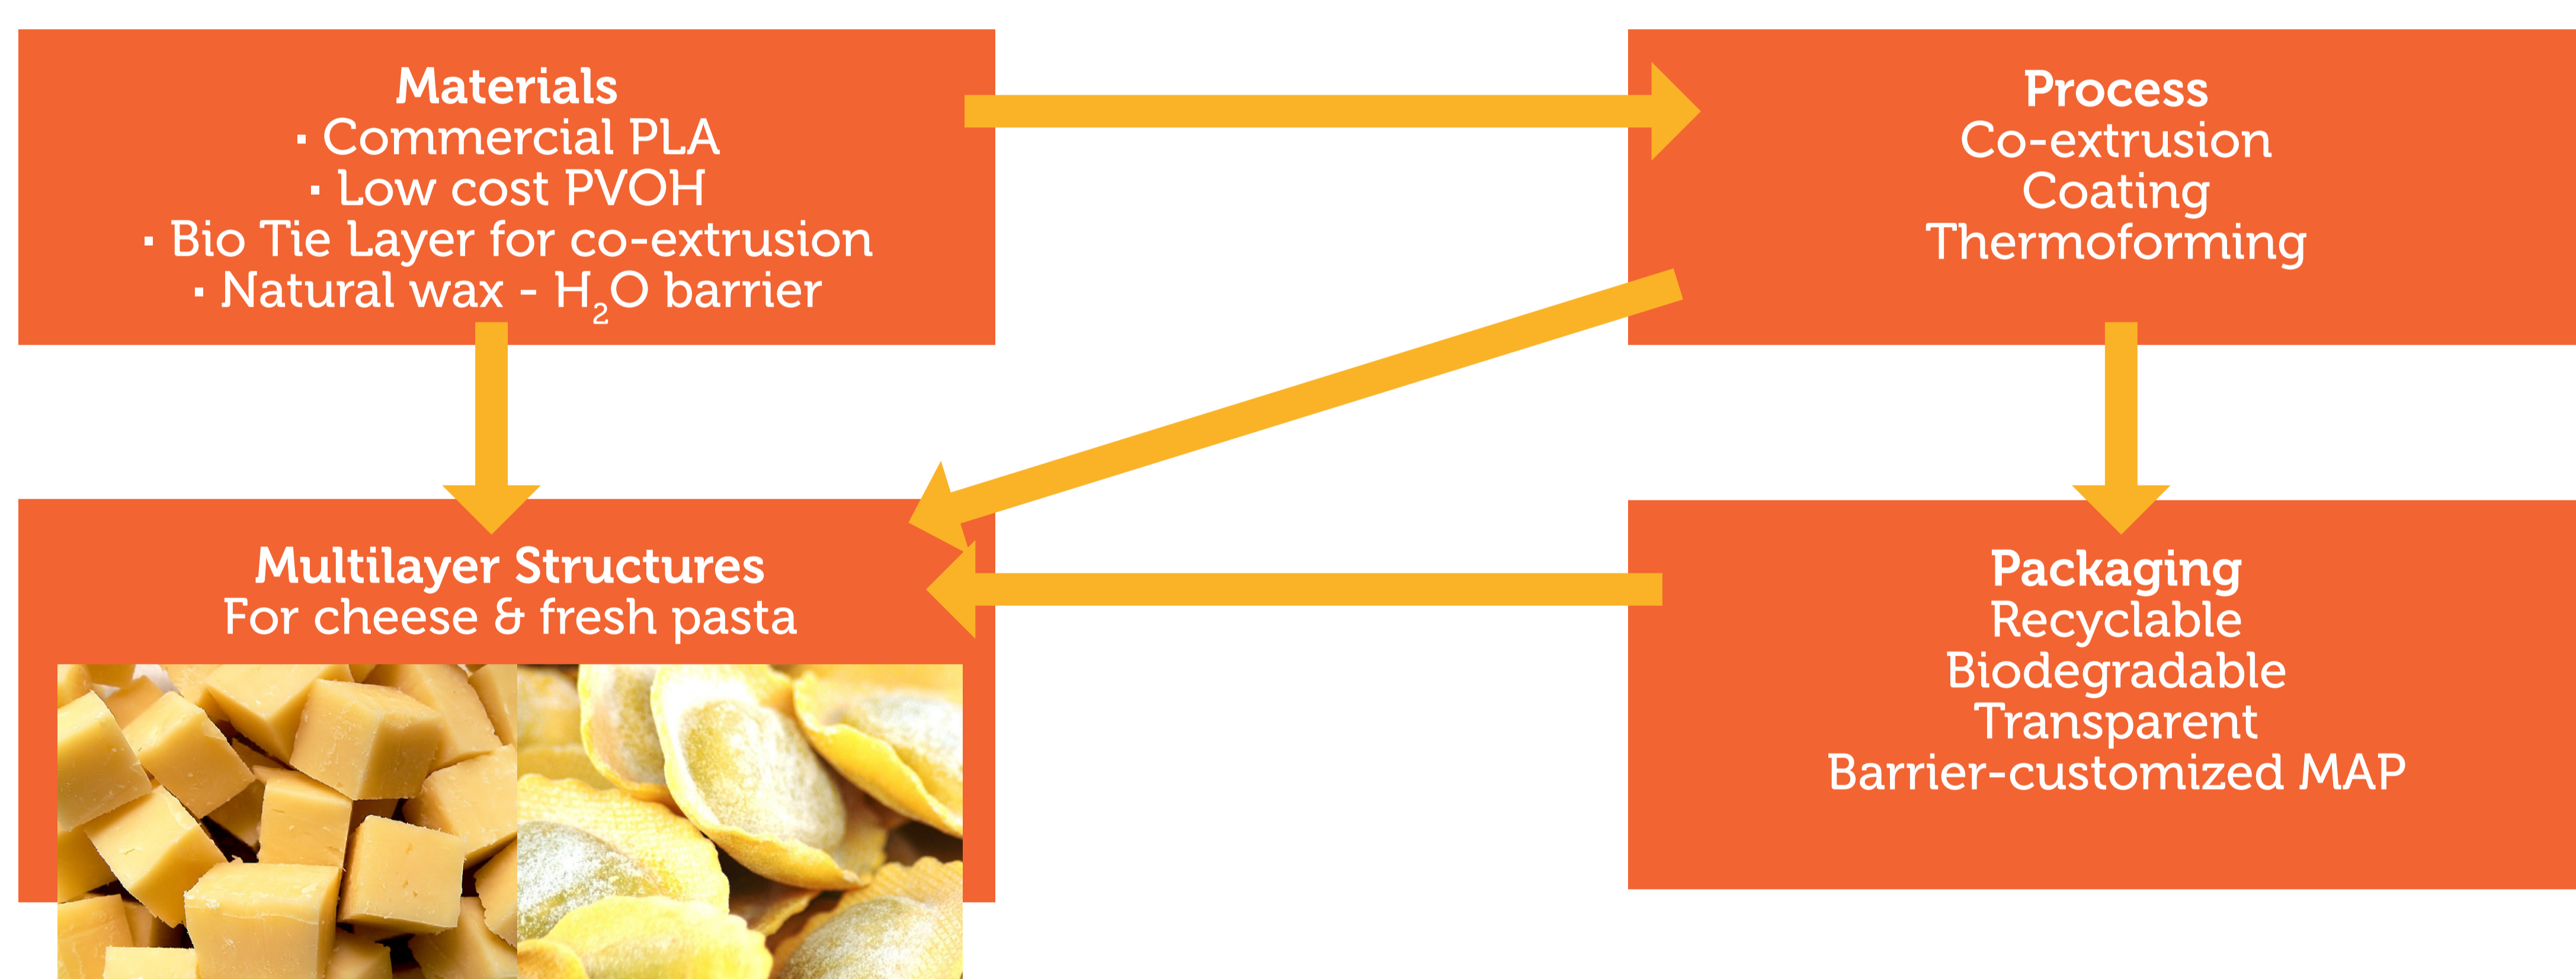 Materials
· Commercial PLA
· Low cost PVOH
· Bio Tie Layer for co-extrusion
· Natural wax - H₂O barrier
Process
Co-extrusion
Coating
Thermoforming
Multilayer Structures
For cheese & fresh pasta
Packaging
Recyclable
Biodegradable
Transparent
Barrier-customized MAP